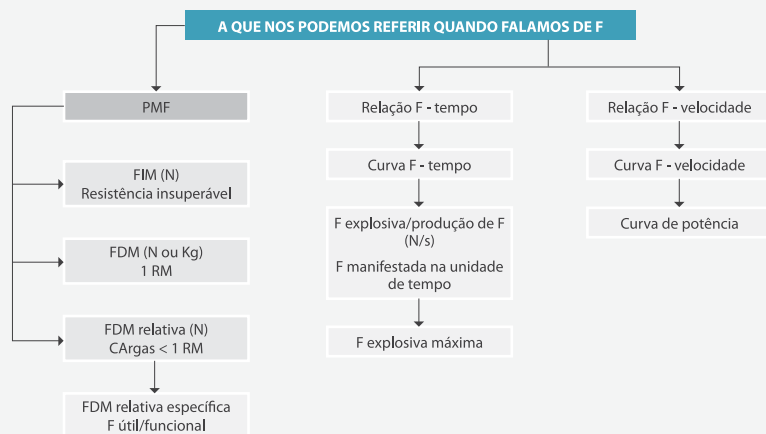 A QUE NOS PODEMOS REFERIR QUANDO FALAMOS DE F
PMF
FIM (N)
Resistência insuperável
FDM (N ou Kg)
1 RM
FDM relativa (N)
CArgas < 1 RM
FDM relativa específica
F útil/funcional
Relação F - tempo
Curva F - tempo
F explosiva/produção de F
(N/s)
F manifestada na unidade
de tempo
F explosiva máxima
Relação F - velocidade
Curva F - velocidade
Curva de potência